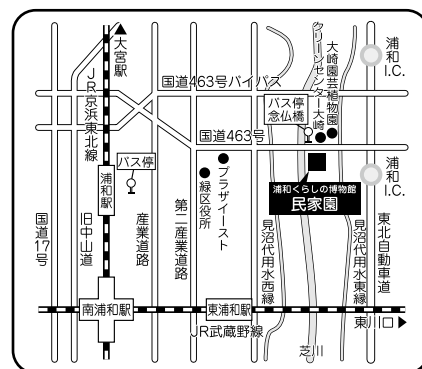 大宮駅
JR京浜東北線
国道463号バイパス
クリーンセンター大崎
大崎園芸植物園
浦和
I.C.
バス停
念仏橋
国道463号
バス停
浦和駅
緑区役所
プラザイースト
浦和くらしの博物館
民家園
浦和
I.C.
国道17号
旧中山道
産業道路
第二産業道路
見沼代用水西縁
見沼代用水東縁
東北自動車道
南浦和駅
東浦和駅
JR武蔵野線
東川口
芝川